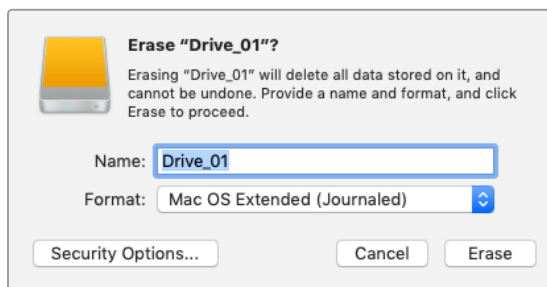 Erase “Drive_01”?
Erasing “Drive_01” will delete all data stored on it, and
cannot be undone. Provide a name and format, and click
Erase to proceed.
Name: Drive_01
Format: Mac OS Extended (Journaled)
Security Options... Cancel Erase